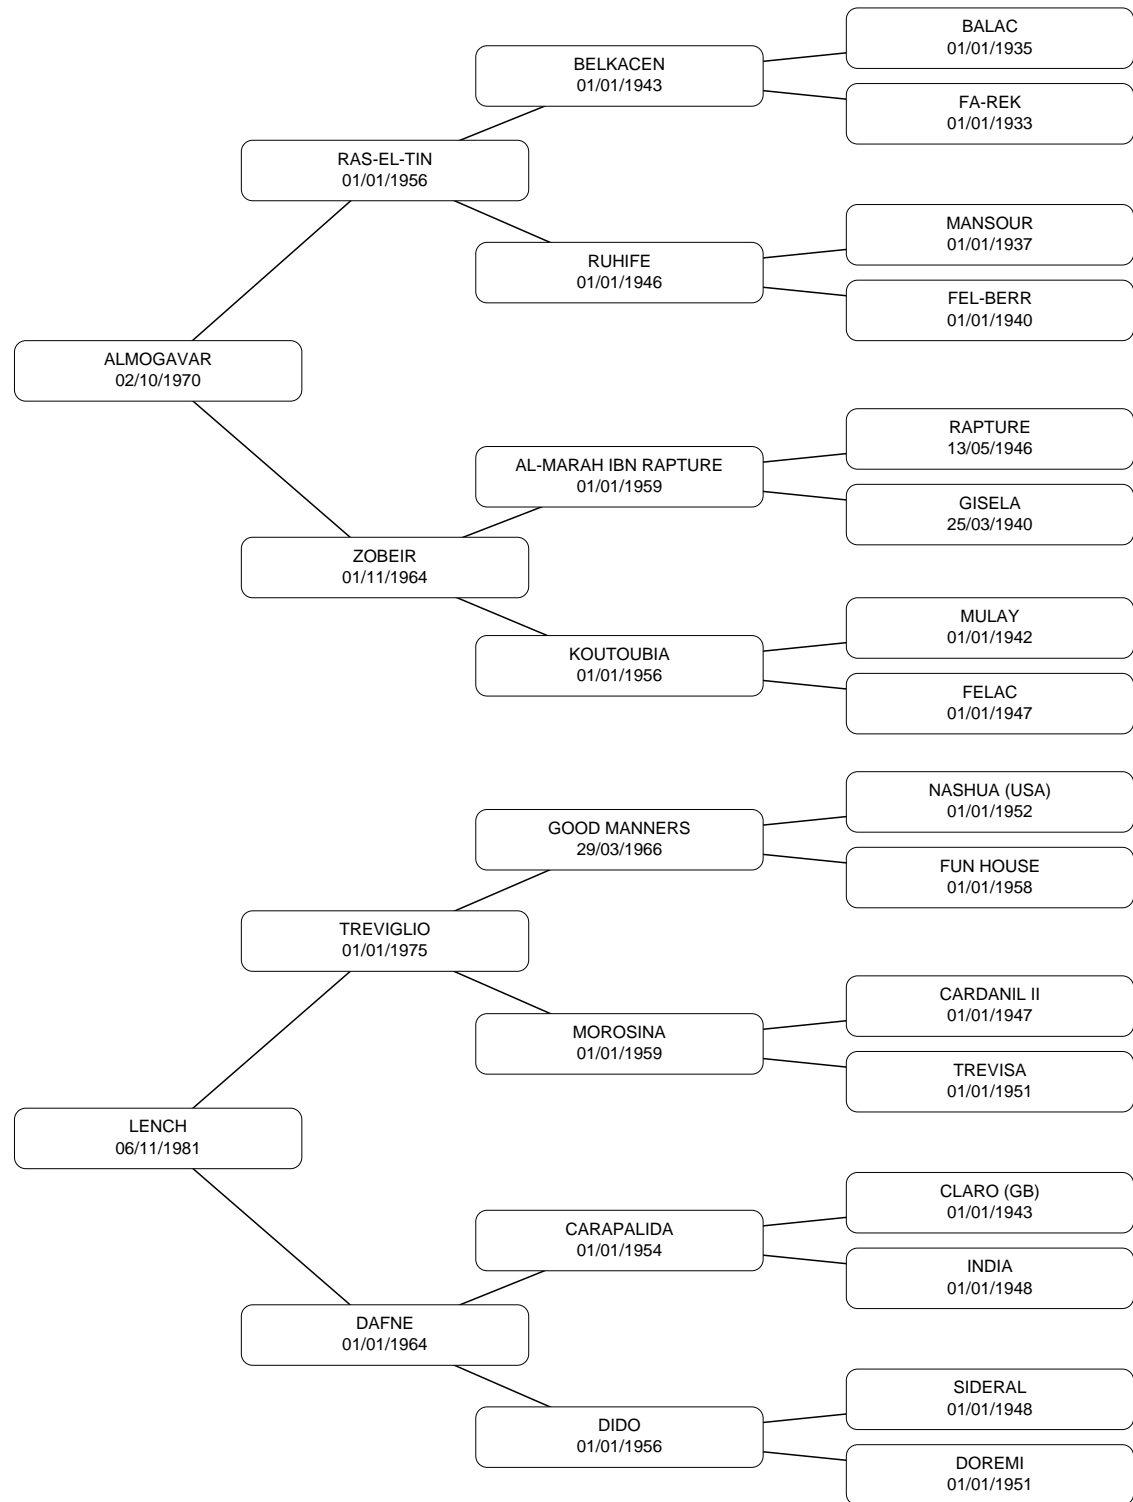 BALAC
01/01/1935
BELKACEN
01/01/1943
FA-REK
01/01/1933
RAS-EL-TIN
01/01/1956
MANSOUR
01/01/1937
RUHIFE
01/01/1946
FEL-BERR
01/01/1940
ALMOGAVAR
02/10/1970
RAPTURE
13/05/1946
AL-MARAH IBN RAPTURE
01/01/1959
GISELA
25/03/1940
ZOBEIR
01/11/1964
MULAY
01/01/1942
KOUTOUBIA
01/01/1956
FELAC
01/01/1947
NASHUA (USA)
01/01/1952
GOOD MANNERS
29/03/1966
FUN HOUSE
01/01/1958
TREVIGLIO
01/01/1975
CARDANIL II
01/01/1947
MOROSINA
01/01/1959
TREVISA
01/01/1951
LENCH
06/11/1981
CLARO (GB)
01/01/1943
CARAPALIDA
01/01/1954
INDIA
01/01/1948
DAFNE
01/01/1964
SIDERAL
01/01/1948
DIDO
01/01/1956
DOREMI
01/01/1951